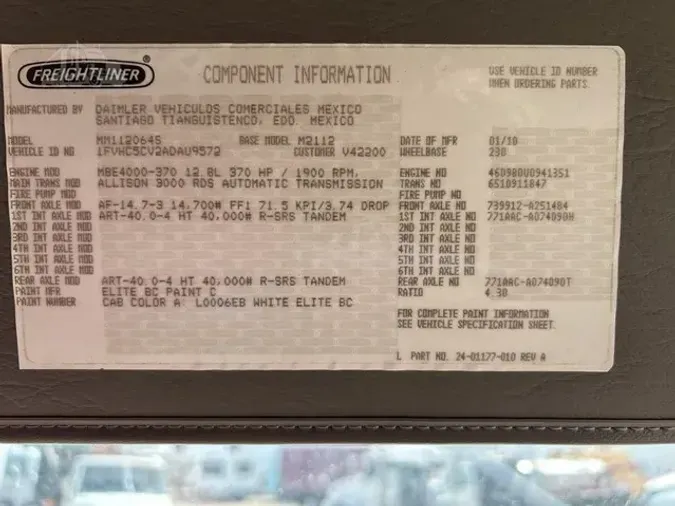 FREIGHTLINER®
COMPONENT INFORMATION
USE VEHICLE ID NUMBER
WHEN ORDERING PARTS.
MANUFACTURED BY DAIMLER VEHICULOS COMERCIALES MEXICO
SANTIAGO TIANGUISTENCO, EDO. MEXICO
MODEL MM112064S BASE MODEL M2112 DATE OF MFR 01/10
VEHICLE ID NO 1FVHC5CV2ADAU9572 CUSTOMER V42200 WHEELBASE 230
ENGINE MOD MBE4000-370 12.8L 370 HP / 1900 RPM, ENGINE NO 460980U0941351
MAIN TRANS MOD ALLISON 3000 RDS AUTOMATIC TRANSMISSION TRANS NO 6510911847
FIRE PUMP MOD FIRE PUMP NO
FRONT AXLE MOD AF-14.7-3 14,700# FF1 71.5 KPI/3.74 DROP FRONT AXLE NO 739912-A251484
1ST INT AXLE MOD ART-40.0-4 HT 40,000# R-SRS TANDEM 1ST INT AXLE NO 771AAC-A074090H
2ND INT AXLE MOD 2ND INT AXLE NO
3RD INT AXLE MOD 3RD INT AXLE NO
4TH INT AXLE MOD 4TH INT AXLE NO
5TH INT AXLE MOD 5TH INT AXLE NO
6TH INT AXLE MOD 6TH INT AXLE NO
REAR AXLE MOD ART-40.0-4 HT 40,000# R-SRS TANDEM REAR AXLE NO 771AAC-A074090T
PAINT MFR ELITE BC PAINT C RATIO 4.30
PAINT NUMBER CAB COLOR A: L0006EB WHITE ELITE BC
FOR COMPLETE PAINT INFORMATION
SEE VEHICLE SPECIFICATION SHEET.
L PART NO. 24-01177-010 REV A